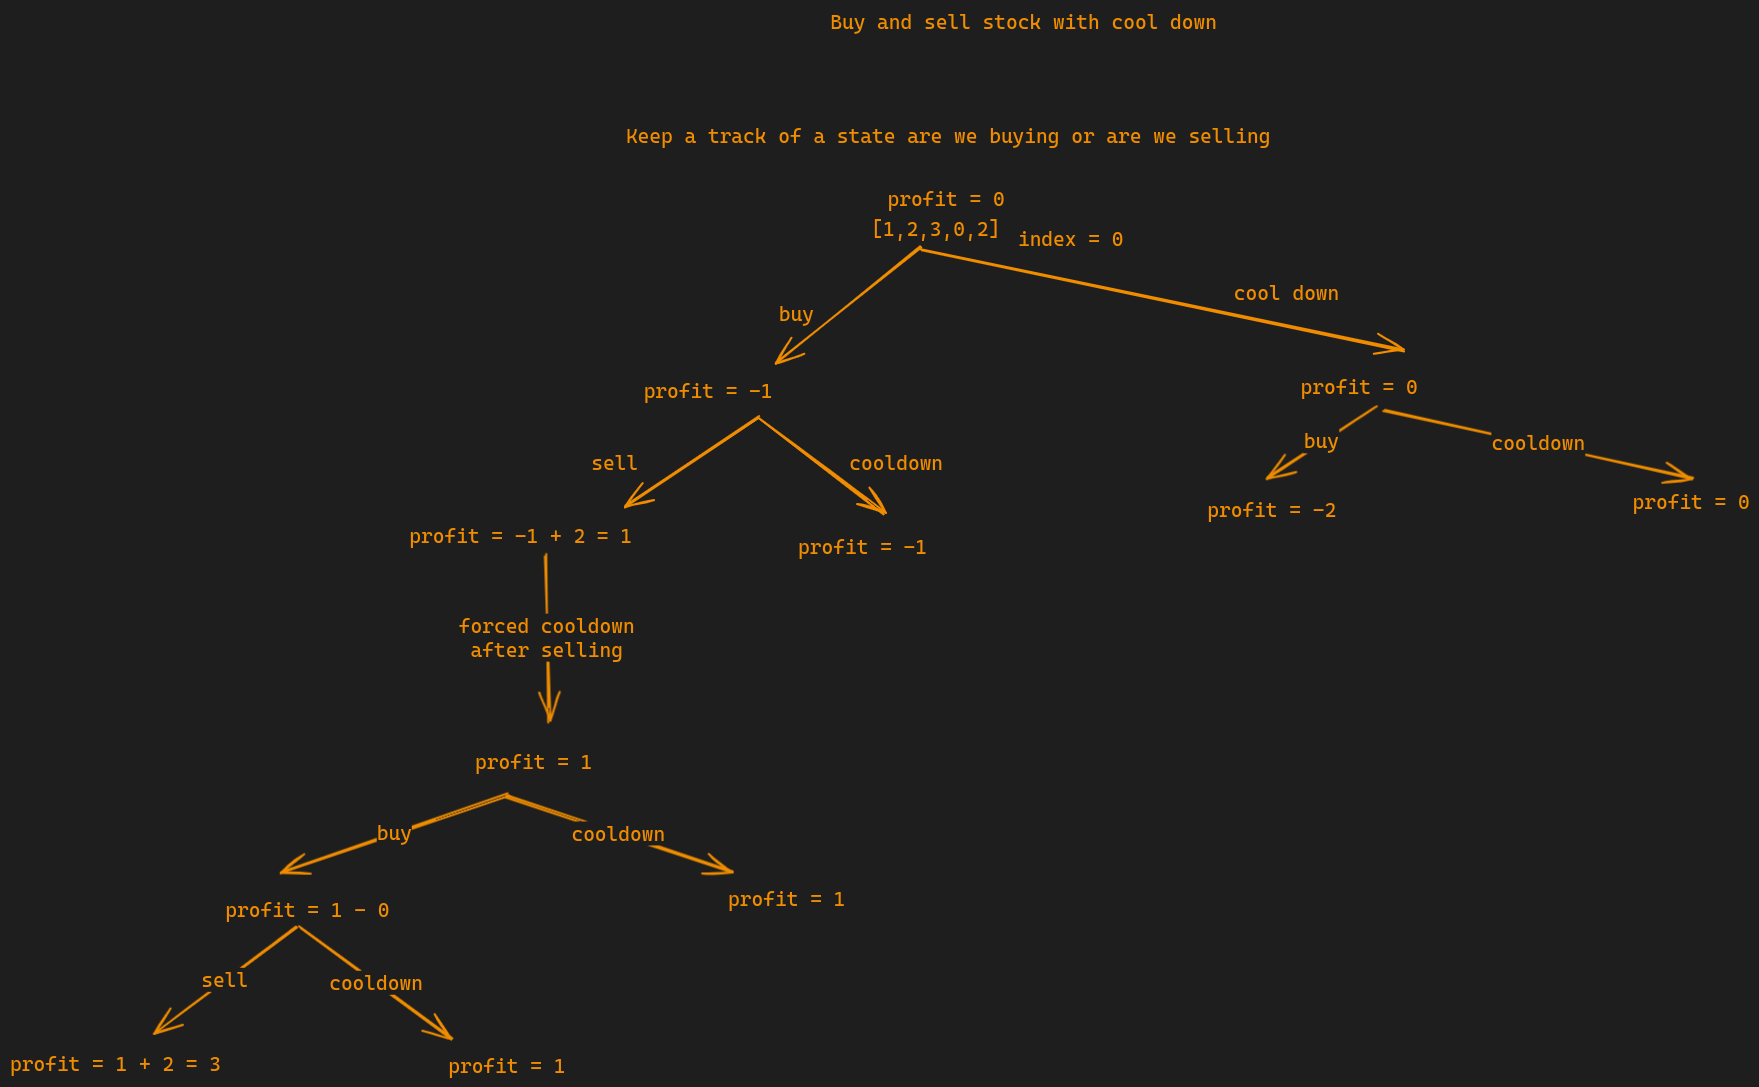 Buy and sell stock with cool down
Keep a track of a state are we buying or are we selling
profit = 0
[1,2,3,0,2]
index = 0
cool down
buy
profit = -1
profit = 0
buy
cooldown
sell
cooldown
profit = -2
profit = 0
profit = -1 + 2 = 1
profit = -1
forced cooldown
after selling
profit = 1
buy
cooldown
profit = 1
profit = 1 - 0
sell
cooldown
profit = 1 + 2 = 3
profit = 1